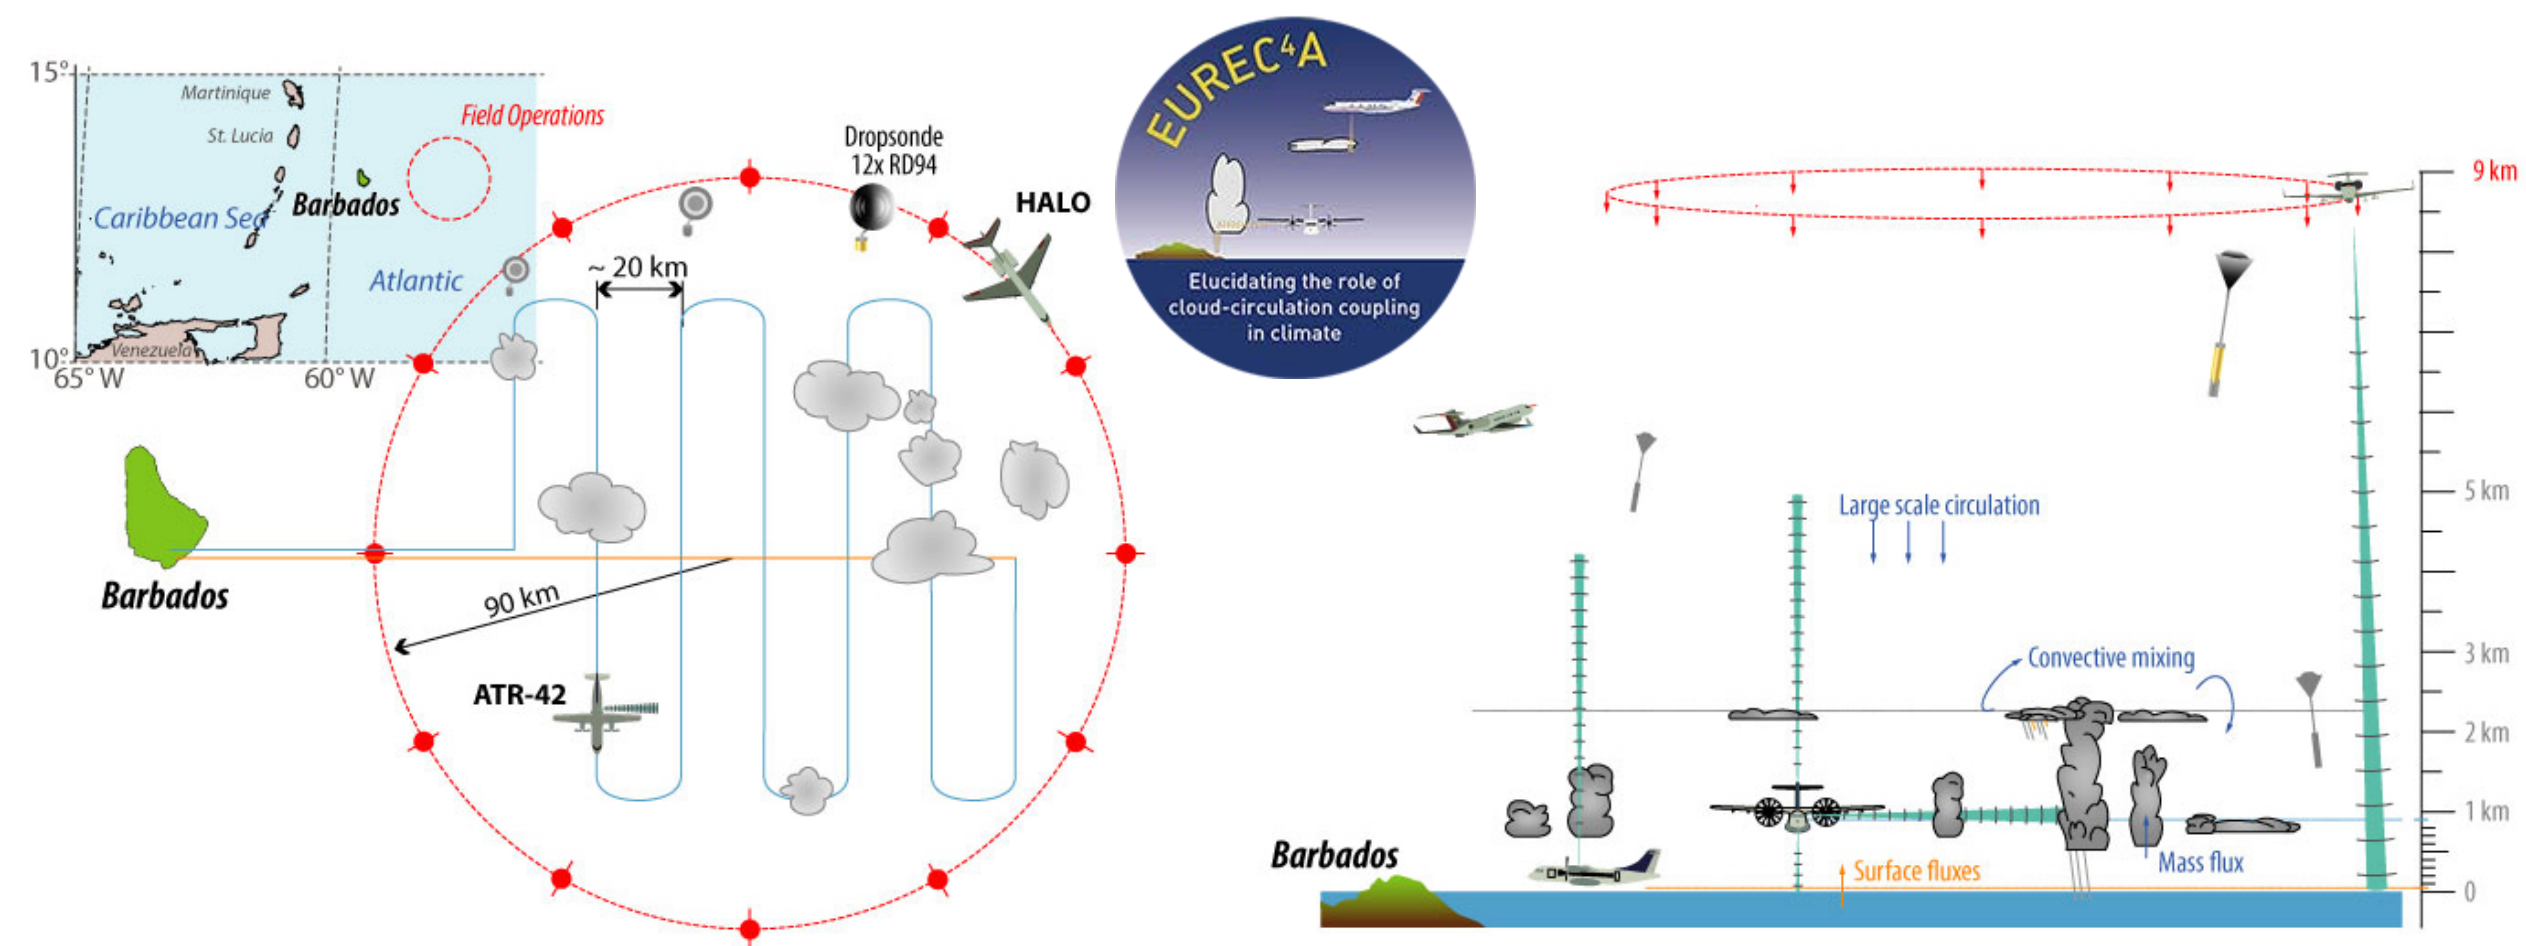 15°
Martinique
St. Lucia
Field Operations
Barbados
Caribbean Sea
Atlantic
Venezuela
10°
65° W
60° W
Dropsonde
12x RD94
HALO
~ 20 km
Barbados
90 km
ATR-42
EUREC⁴A
Elucidating the role of
cloud-circulation coupling
in climate
9 km
5 km
Large scale circulation
3 km
Convective mixing
2 km
1 km
Barbados
Surface fluxes
Mass flux
0